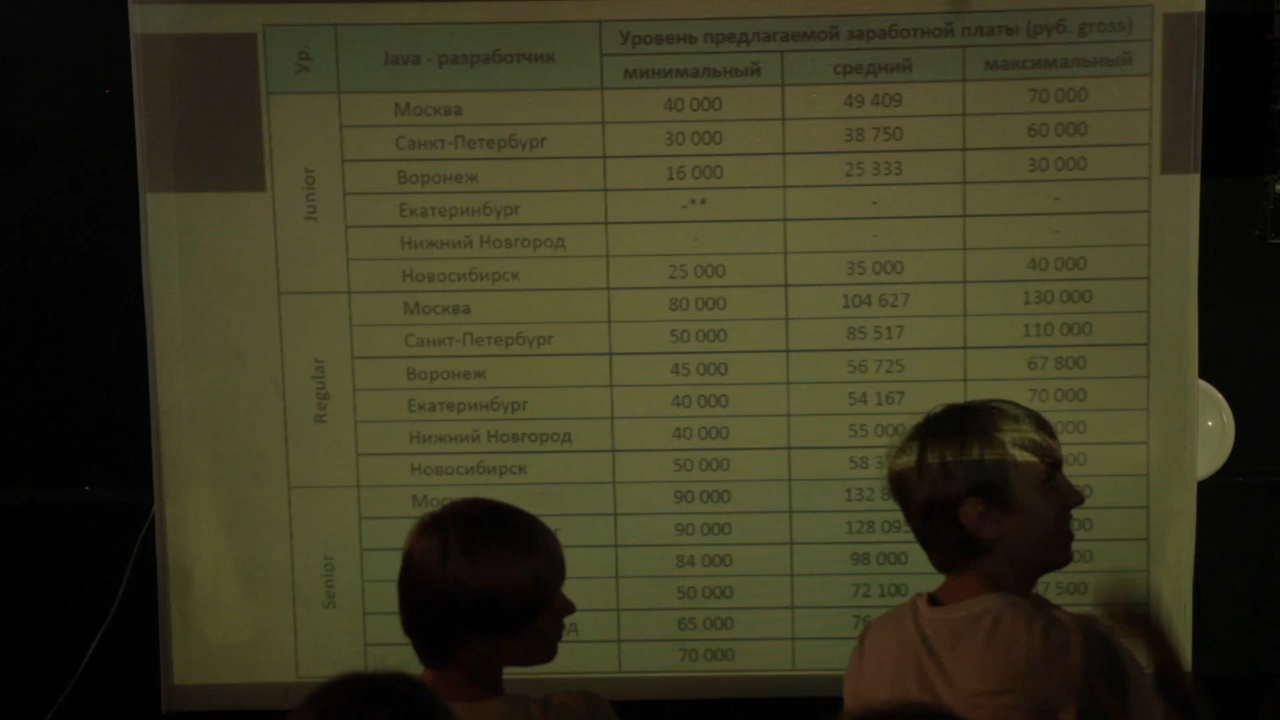 Ур. Java - разработчик Уровень предлагаемой заработной платы (руб. gross)
минимальный средний максимальный
Junior
Москва 40 000 49 409 70 000
Санкт-Петербург 30 000 38 750 60 000
Воронеж 16 000 25 333 30 000
Екатеринбург -** - -
Нижний Новгород - - -
Новосибирск 25 000 35 000 40 000
Regular
Москва 80 000 104 627 130 000
Санкт-Петербург 50 000 85 517 110 000
Воронеж 45 000 56 725 67 800
Екатеринбург 40 000 54 167 70 000
Нижний Новгород 40 000 55 000
Новосибирск 50 000
Senior
90 000
90 000 128 095
84 000 98 000
50 000 72 100
65 000
70 000